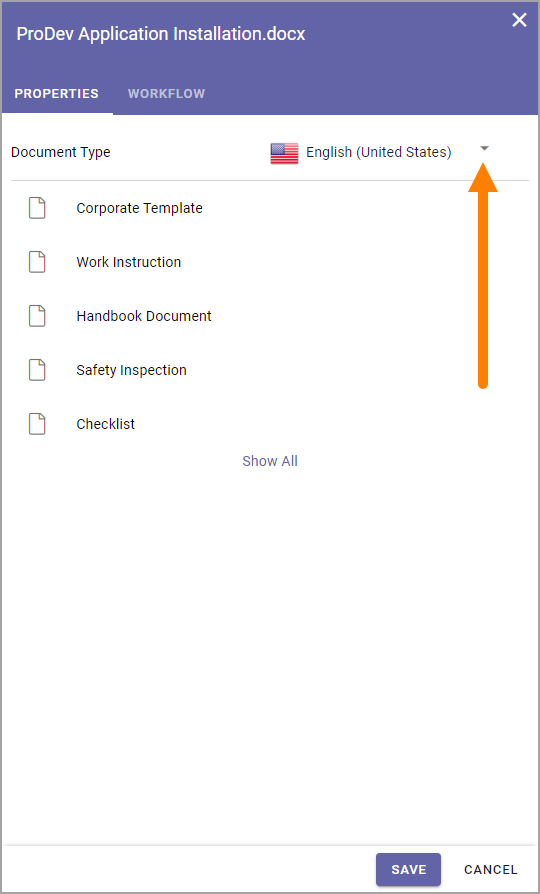 ProDev Application Installation.docx
PROPERTIES WORKFLOW
Document Type English (United States)
Corporate Template
Work Instruction
Handbook Document
Safety Inspection
Checklist
Show All
SAVE CANCEL